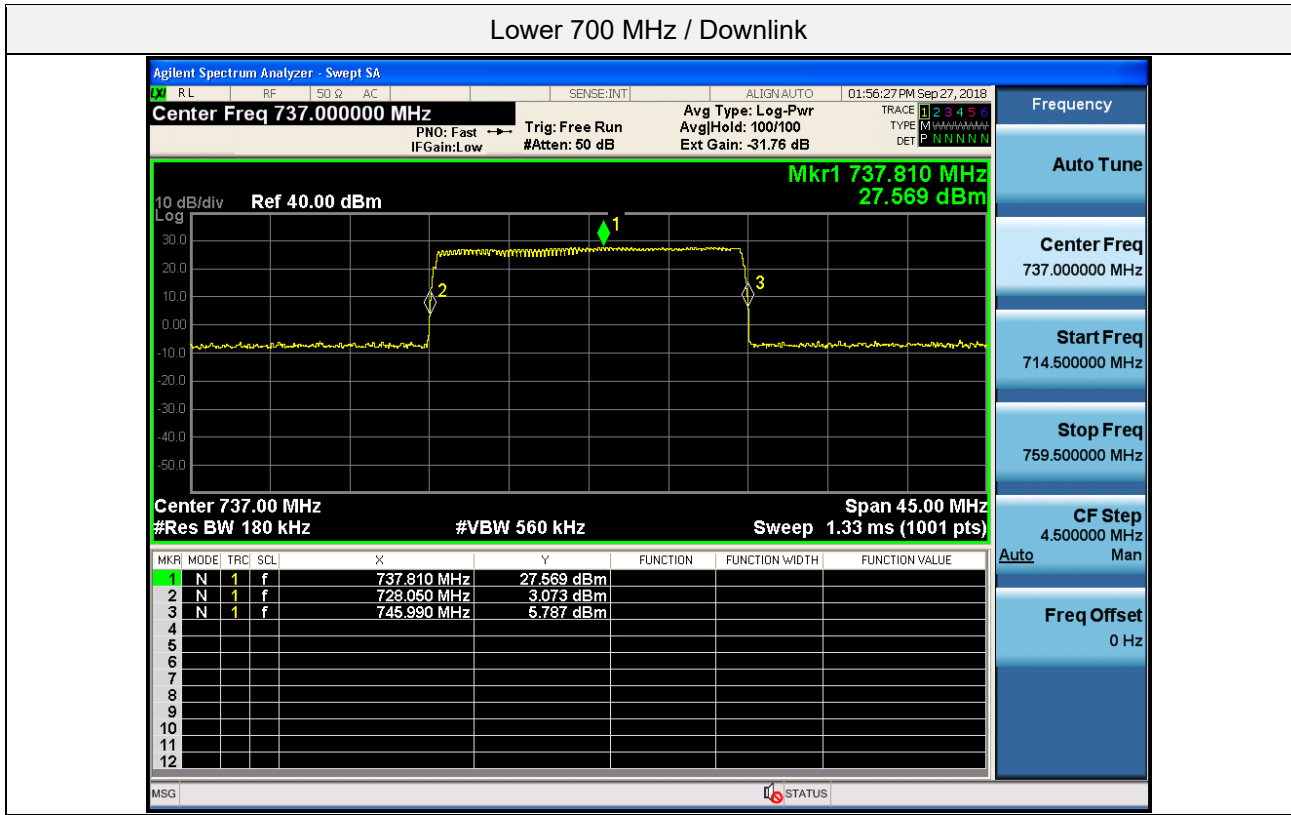 Lower 700 MHz / Downlink
Agilent Spectrum Analyzer - Swept SA
LXI RL RF 50 Ω AC SENSE:INT ALIGN AUTO 01:56:27 PM Sep 27, 2018
Center Freq 737.000000 MHz
PNO: Fast
IFGain:Low
Trig: Free Run
#Atten: 50 dB
Avg Type: Log-Pwr
Avg|Hold: 100/100
Ext Gain: -31.76 dB
TRACE 1 2 3 4 5 6
TYPE M
DET P N N N N N
Mkr1 737.810 MHz
27.569 dBm
10 dB/div Ref 40.00 dBm
Log
30.0
20.0
10.0
0.00
-10.0
-20.0
-30.0
-40.0
-50.0
1
2
3
Center 737.00 MHz Span 45.00 MHz
#Res BW 180 kHz #VBW 560 kHz Sweep 1.33 ms (1001 pts)
MKR MODE TRC SCL X Y FUNCTION FUNCTION WIDTH FUNCTION VALUE
1 N 1 f 737.810 MHz 27.569 dBm
2 N 1 f 728.050 MHz 3.073 dBm
3 N 1 f 745.990 MHz 5.787 dBm
4
5
6
7
8
9
10
11
12
MSG STATUS
Frequency
Auto Tune
Center Freq
737.000000 MHz
Start Freq
714.500000 MHz
Stop Freq
759.500000 MHz
CF Step
4.500000 MHz
Auto Man
Freq Offset
0 Hz